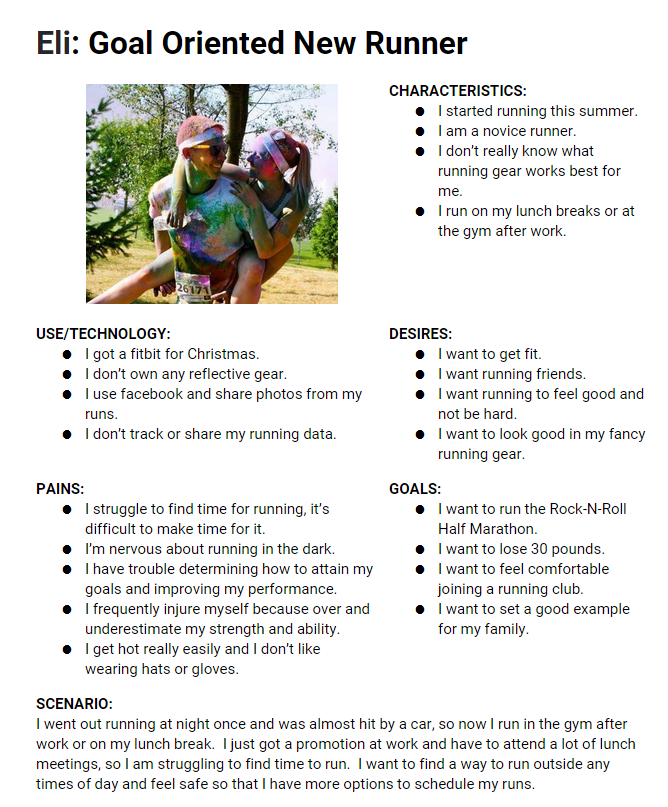 Eli: Goal Oriented New Runner
26171
CHARACTERISTICS:
● I started running this summer.
● I am a novice runner.
● I don't really know what
running gear works best for
me.
● I run on my lunch breaks or at
the gym after work.
USE/TECHNOLOGY:
● I got a fitbit for Christmas.
● I don't own any reflective gear.
● I use facebook and share photos from my
runs.
● I don't track or share my running data.
DESIRES:
● I want to get fit.
● I want running friends.
● I want running to feel good and
not be hard.
● I want to look good in my fancy
running gear.
PAINS:
● I struggle to find time for running, it's
difficult to make time for it.
● I'm nervous about running in the dark.
● I have trouble determining how to attain my
goals and improving my performance.
● I frequently injure myself because over and
underestimate my strength and ability.
● I get hot really easily and I don't like
wearing hats or gloves.
GOALS:
● I want to run the Rock-N-Roll
Half Marathon.
● I want to lose 30 pounds.
● I want to feel comfortable
joining a running club.
● I want to set a good example
for my family.
SCENARIO:
I went out running at night once and was almost hit by a car, so now I run in the gym after
work or on my lunch break.  I just got a promotion at work and have to attend a lot of lunch
meetings, so I am struggling to find time to run.  I want to find a way to run outside any
times of day and feel safe so that I have more options to schedule my runs.